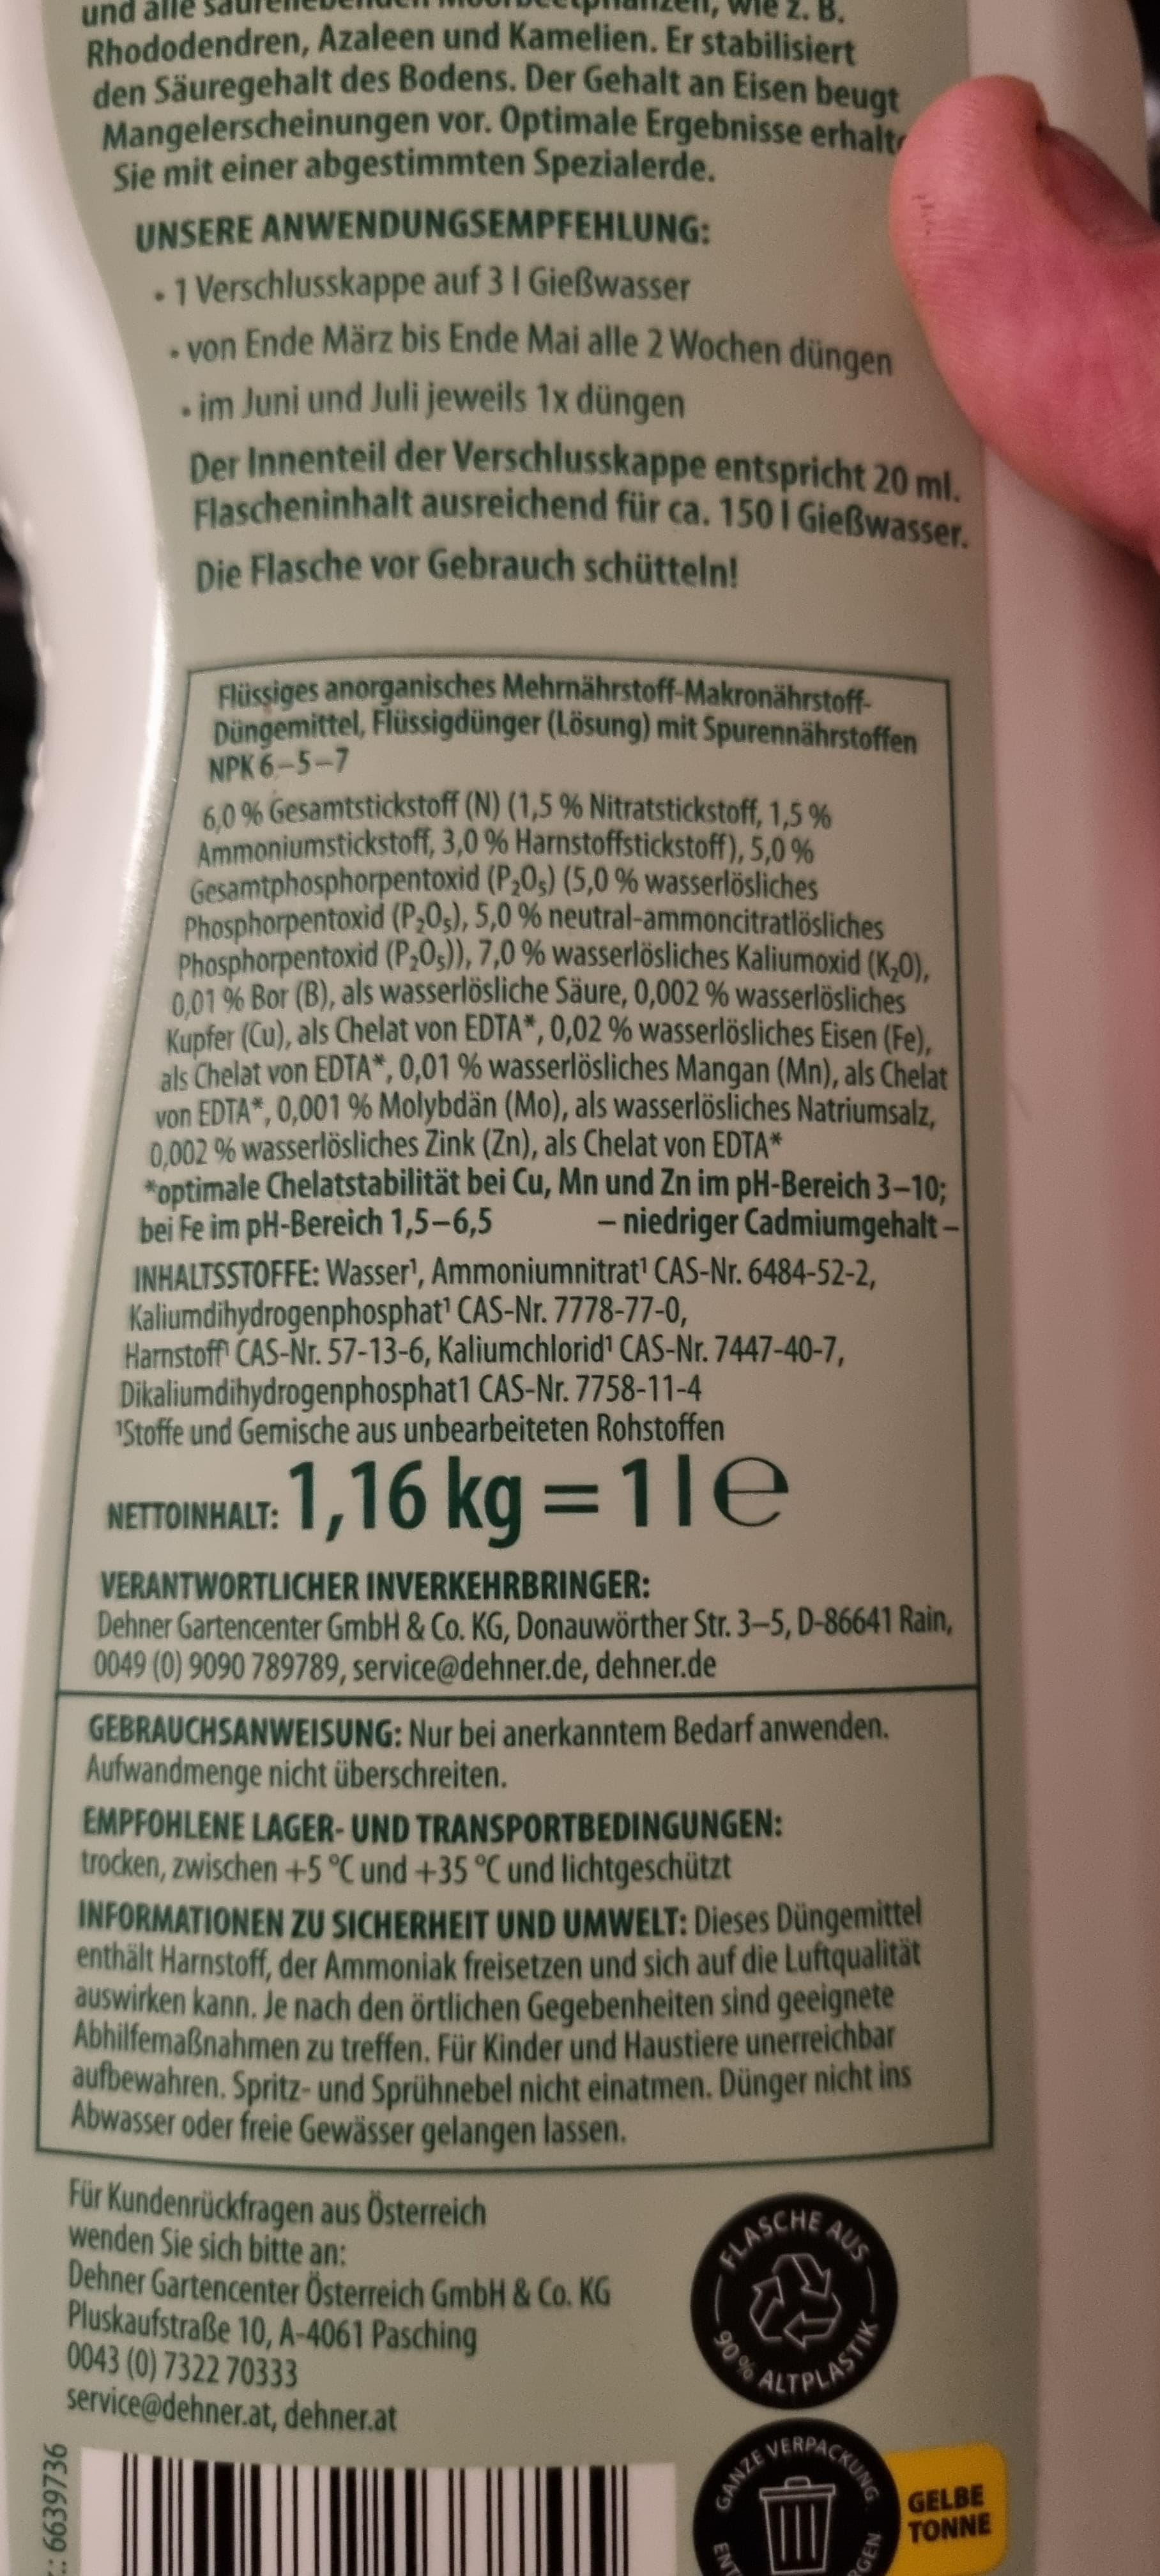 und alle säureliebenden Moorbeetpflanzen, wie z. B.
Rhododendren, Azaleen und Kamelien. Er stabilisiert
den Säuregehalt des Bodens. Der Gehalt an Eisen beugt
Mangelerscheinungen vor. Optimale Ergebnisse erhalte
Sie mit einer abgestimmten Spezialerde.
UNSERE ANWENDUNGSEMPFEHLUNG:
• 1 Verschlusskappe auf 3 l Gießwasser
• von Ende März bis Ende Mai alle 2 Wochen düngen
• im Juni und Juli jeweils 1x düngen
Der Innenteil der Verschlusskappe entspricht 20 ml.
Flascheninhalt ausreichend für ca. 150 l Gießwasser.
Die Flasche vor Gebrauch schütteln!
Flüssiges anorganisches Mehrnährstoff-Makronährstoff-
Düngemittel, Flüssigdünger (Lösung) mit Spurennährstoffen
NPK 6–5–7
6,0 % Gesamtstickstoff (N) (1,5 % Nitratstickstoff, 1,5 %
Ammoniumstickstoff, 3,0 % Harnstoffstickstoff), 5,0 %
Gesamtphosphorpentoxid (P₂O₅) (5,0 % wasserlösliches
Phosphorpentoxid (P₂O₅), 5,0 % neutral-ammoncitratlösliches
Phosphorpentoxid (P₂O₅)), 7,0 % wasserlösliches Kaliumoxid (K₂O),
0,01 % Bor (B), als wasserlösliche Säure, 0,002 % wasserlösliches
Kupfer (Cu), als Chelat von EDTA*, 0,02 % wasserlösliches Eisen (Fe),
als Chelat von EDTA*, 0,01 % wasserlösliches Mangan (Mn), als Chelat
von EDTA*, 0,001 % Molybdän (Mo), als wasserlösliches Natriumsalz,
0,002 % wasserlösliches Zink (Zn), als Chelat von EDTA*
*optimale Chelatstabilität bei Cu, Mn und Zn im pH-Bereich 3–10;
bei Fe im pH-Bereich 1,5–6,5 – niedriger Cadmiumgehalt –
INHALTSSTOFFE: Wasser¹, Ammoniumnitrat¹ CAS-Nr. 6484-52-2,
Kaliumdihydrogenphosphat¹ CAS-Nr. 7778-77-0,
Harnstoff¹ CAS-Nr. 57-13-6, Kaliumchlorid¹ CAS-Nr. 7447-40-7,
Dikaliumdihydrogenphosphat1 CAS-Nr. 7758-11-4
¹Stoffe und Gemische aus unbearbeiteten Rohstoffen
NETTOINHALT: 1,16 kg = 1 l ℮
VERANTWORTLICHER INVERKEHRBRINGER:
Dehner Gartencenter GmbH & Co. KG, Donauwörther Str. 3–5, D-86641 Rain,
0049 (0) 9090 789789, service@dehner.de, dehner.de
GEBRAUCHSANWEISUNG: Nur bei anerkanntem Bedarf anwenden.
Aufwandmenge nicht überschreiten.
EMPFOHLENE LAGER- UND TRANSPORTBEDINGUNGEN:
trocken, zwischen +5 °C und +35 °C und lichtgeschützt
INFORMATIONEN ZU SICHERHEIT UND UMWELT: Dieses Düngemittel
enthält Harnstoff, der Ammoniak freisetzen und sich auf die Luftqualität
auswirken kann. Je nach den örtlichen Gegebenheiten sind geeignete
Abhilfemaßnahmen zu treffen. Für Kinder und Haustiere unerreichbar
aufbewahren. Spritz- und Sprühnebel nicht einatmen. Dünger nicht ins
Abwasser oder freie Gewässer gelangen lassen.
Für Kundenrückfragen aus Österreich
wenden Sie sich bitte an:
Dehner Gartencenter Österreich GmbH & Co. KG
Pluskaufstraße 10, A-4061 Pasching
0043 (0) 7322 70333
service@dehner.at, dehner.at
FLASCHE AUS
90% ALTPLASTIK
GANZE VERPACKUNG
GELBE
TONNE
.: 6639736